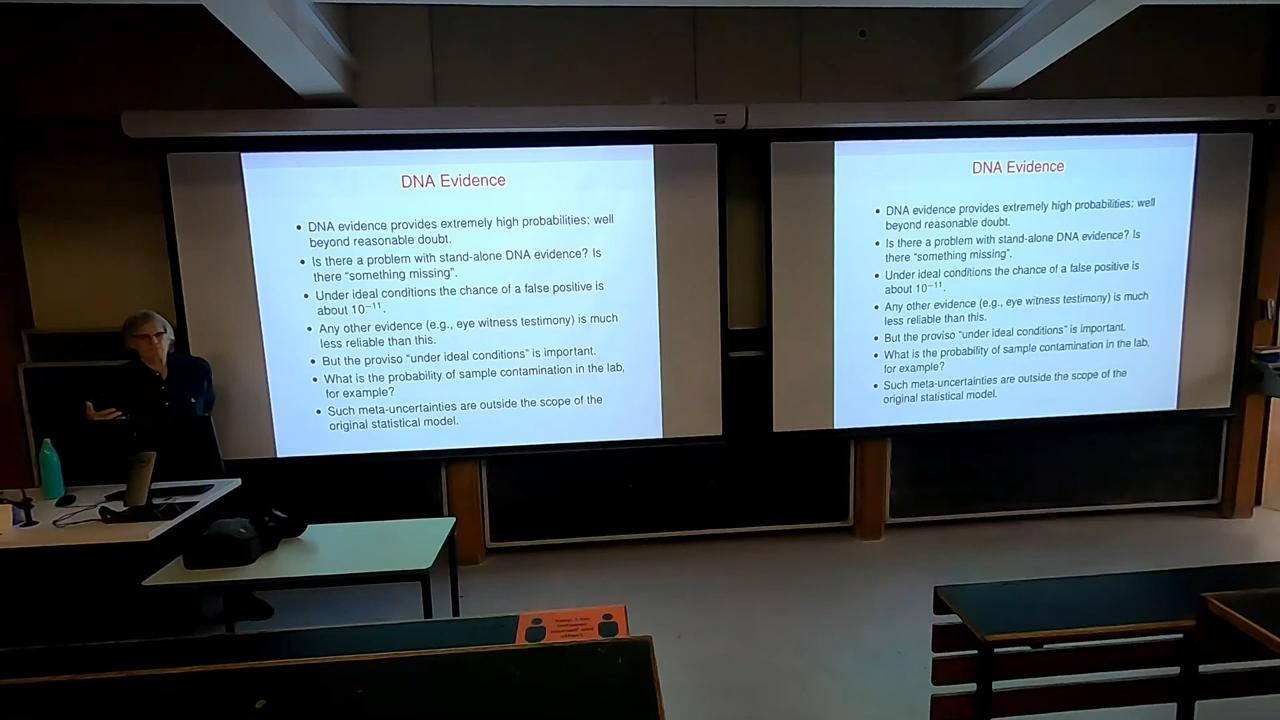 DNA Evidence
• DNA evidence provides extremely high probabilities; well
beyond reasonable doubt.
• Is there a problem with stand-alone DNA evidence? Is
there “something missing”.
• Under ideal conditions the chance of a false positive is
about 10⁻¹¹.
• Any other evidence (e.g., eye witness testimony) is much
less reliable than this.
• But the proviso “under ideal conditions” is important.
• What is the probability of sample contamination in the lab,
for example?
• Such meta-uncertainties are outside the scope of the
original statistical model.
DNA Evidence
• DNA evidence provides extremely high probabilities; well
beyond reasonable doubt.
• Is there a problem with stand-alone DNA evidence? Is
there “something missing”.
• Under ideal conditions the chance of a false positive is
about 10⁻¹¹.
• Any other evidence (e.g., eye witness testimony) is much
less reliable than this.
• But the proviso “under ideal conditions” is important.
• What is the probability of sample contamination in the lab,
for example?
• Such meta-uncertainties are outside the scope of the
original statistical model.